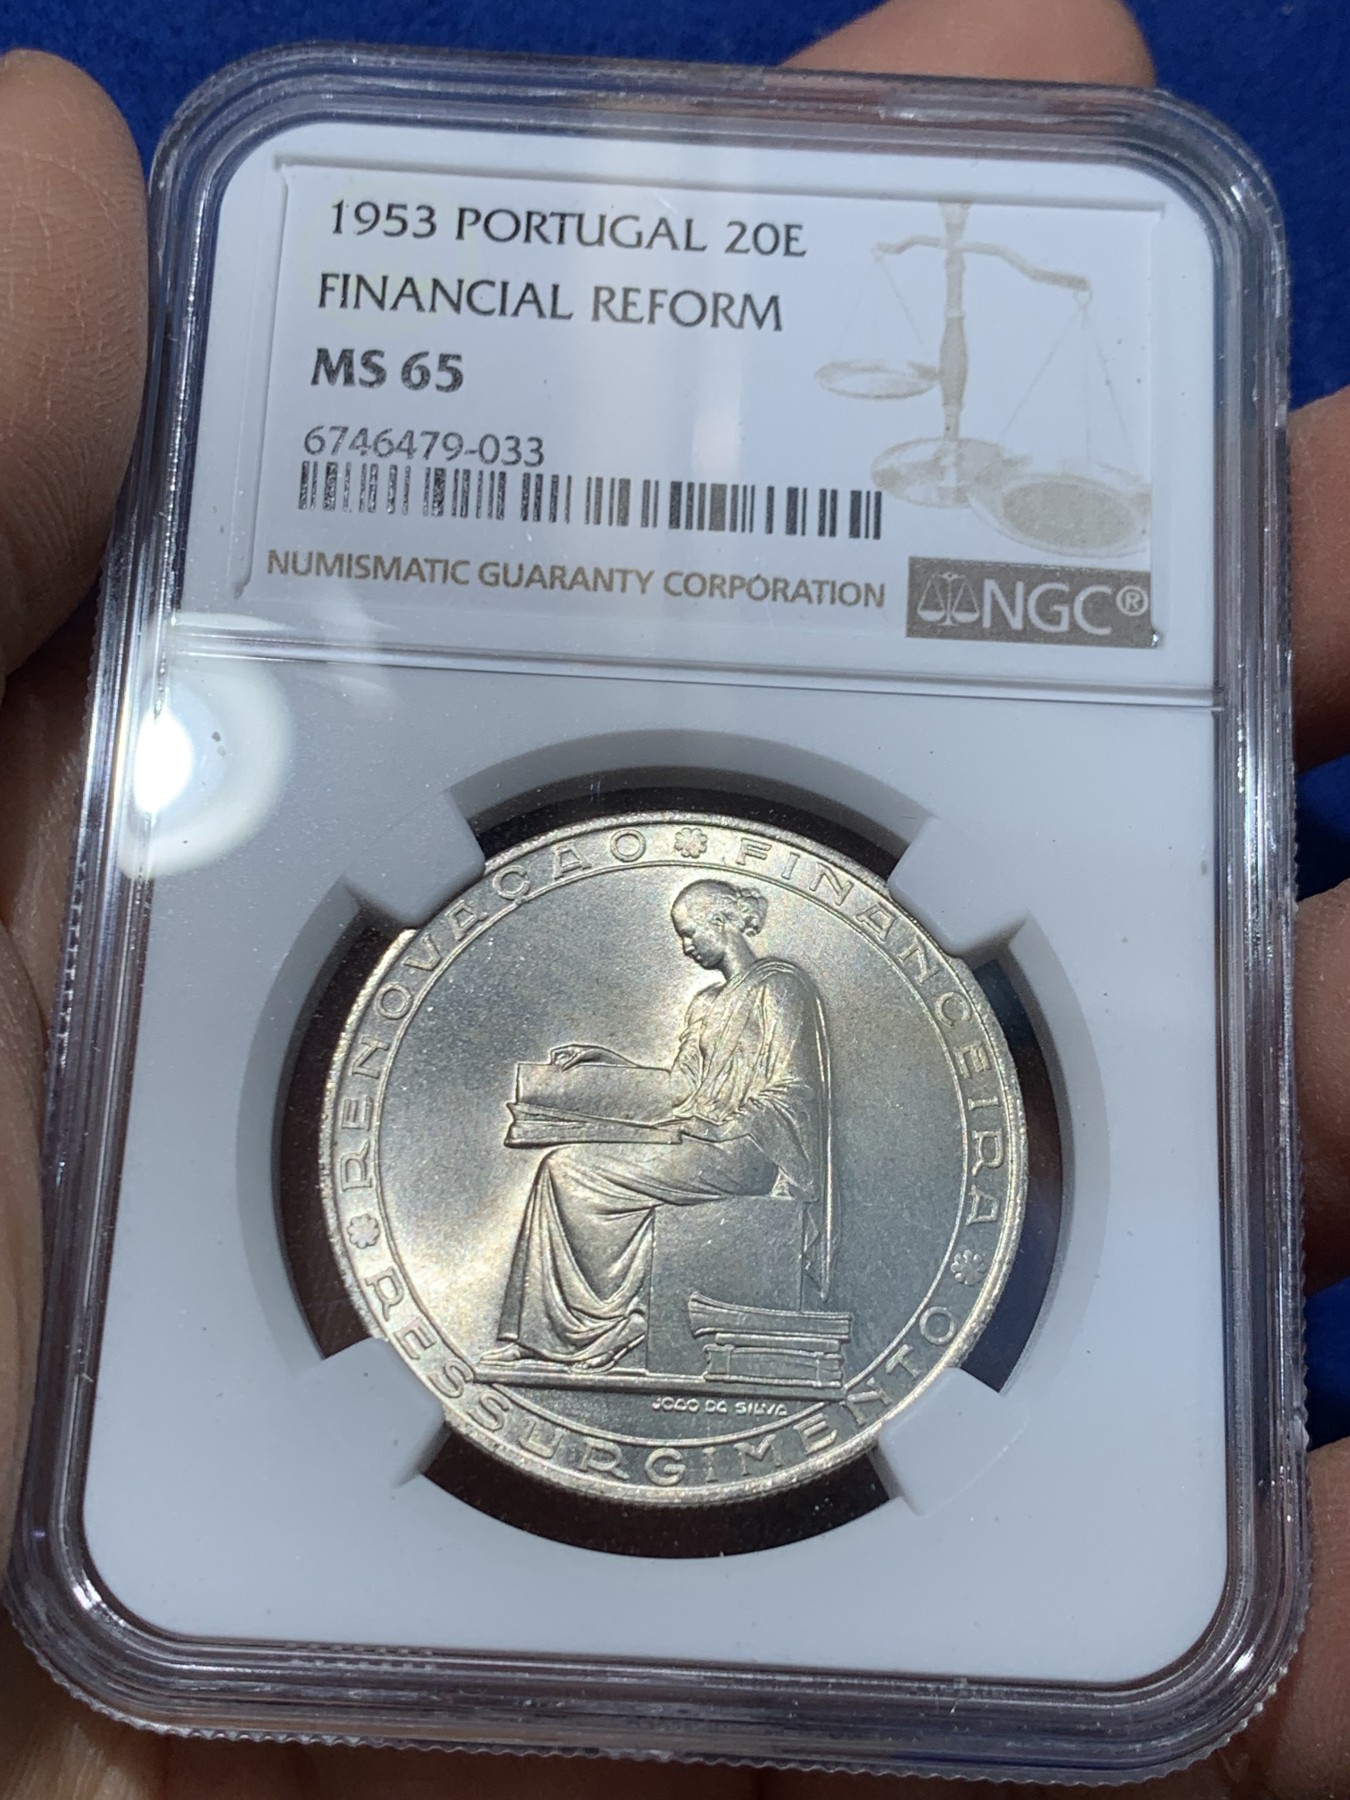 1953 PORTUGAL 20E
FINANCIAL REFORM
MS 65
6746479-033
NUMISMATIC GUARANTY CORPORATION
NGC®
RENOVAÇAO FINANCEIRA
RESSURGIMENTO
JOAO DA SILVA